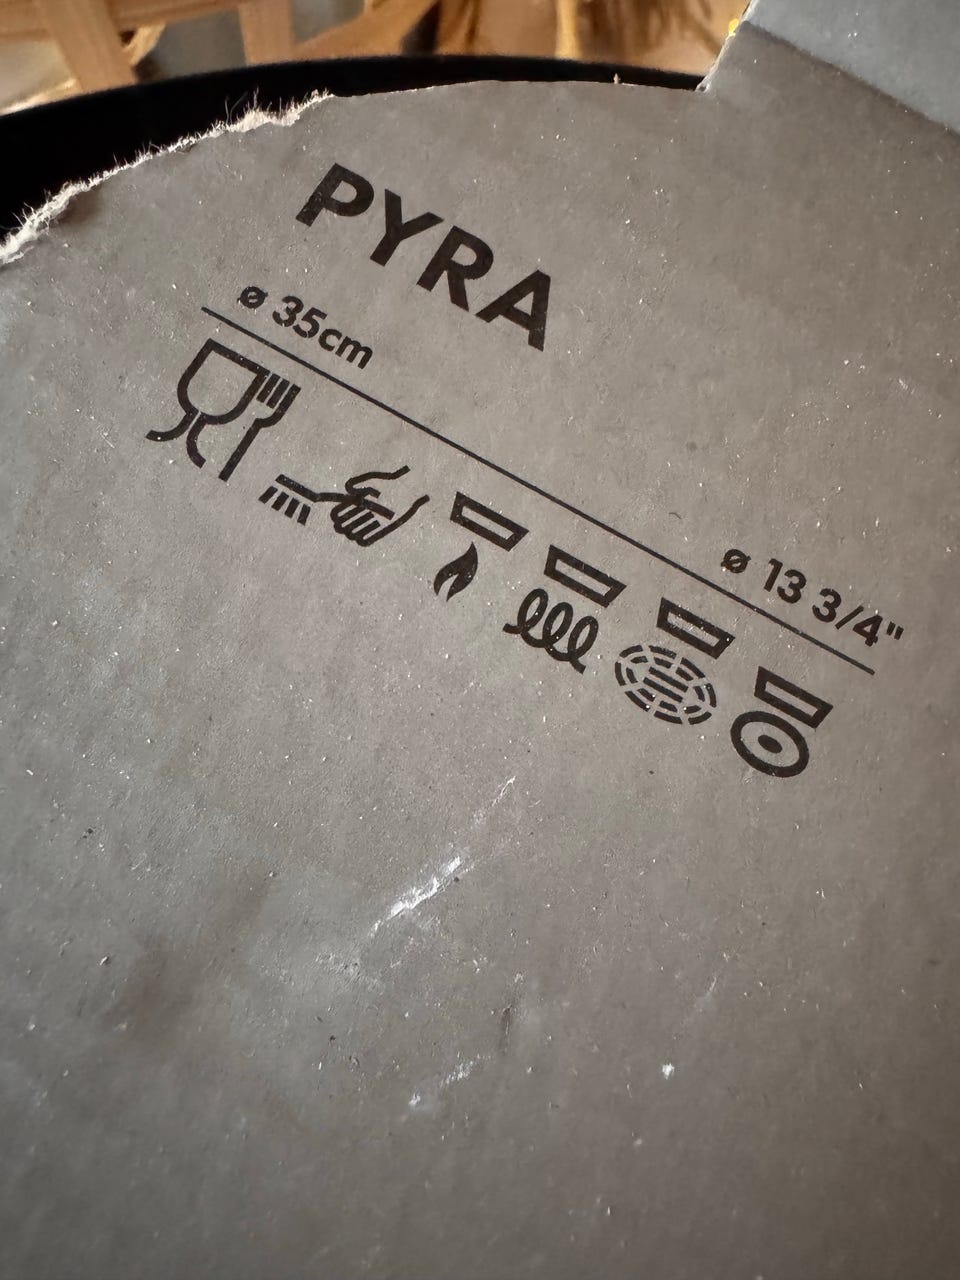 PYRA
ø 35cm
ø 13 3/4"